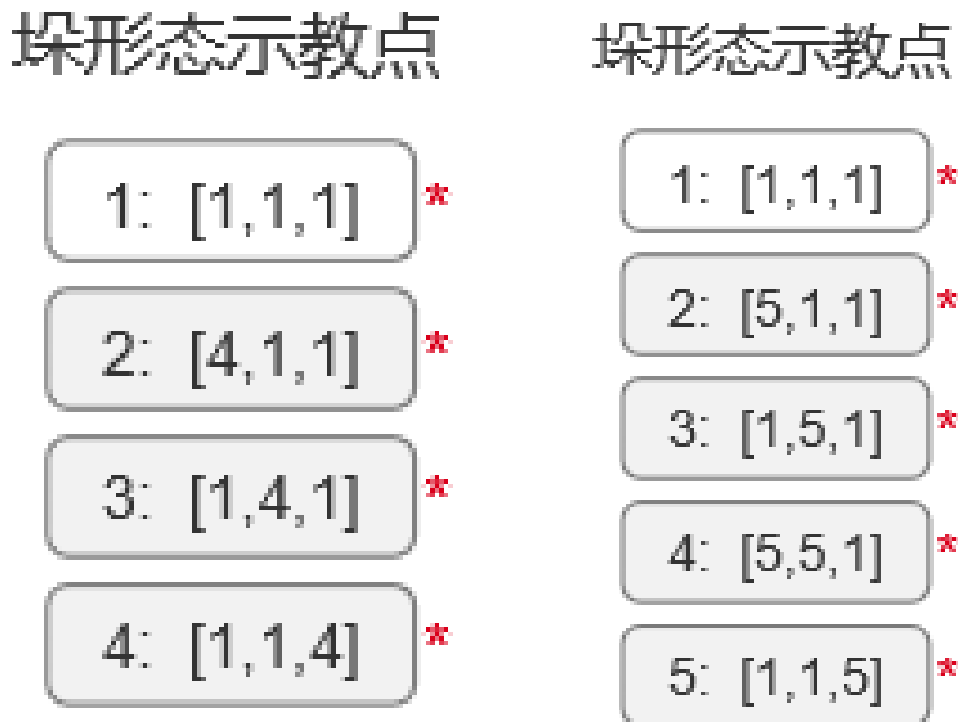 垛形态示教点
1: [1,1,1] *
2: [4,1,1] *
3: [1,4,1] *
4: [1,1,4] *
垛形态示教点
1: [1,1,1] *
2: [5,1,1] *
3: [1,5,1] *
4: [5,5,1] *
5: [1,1,5] *